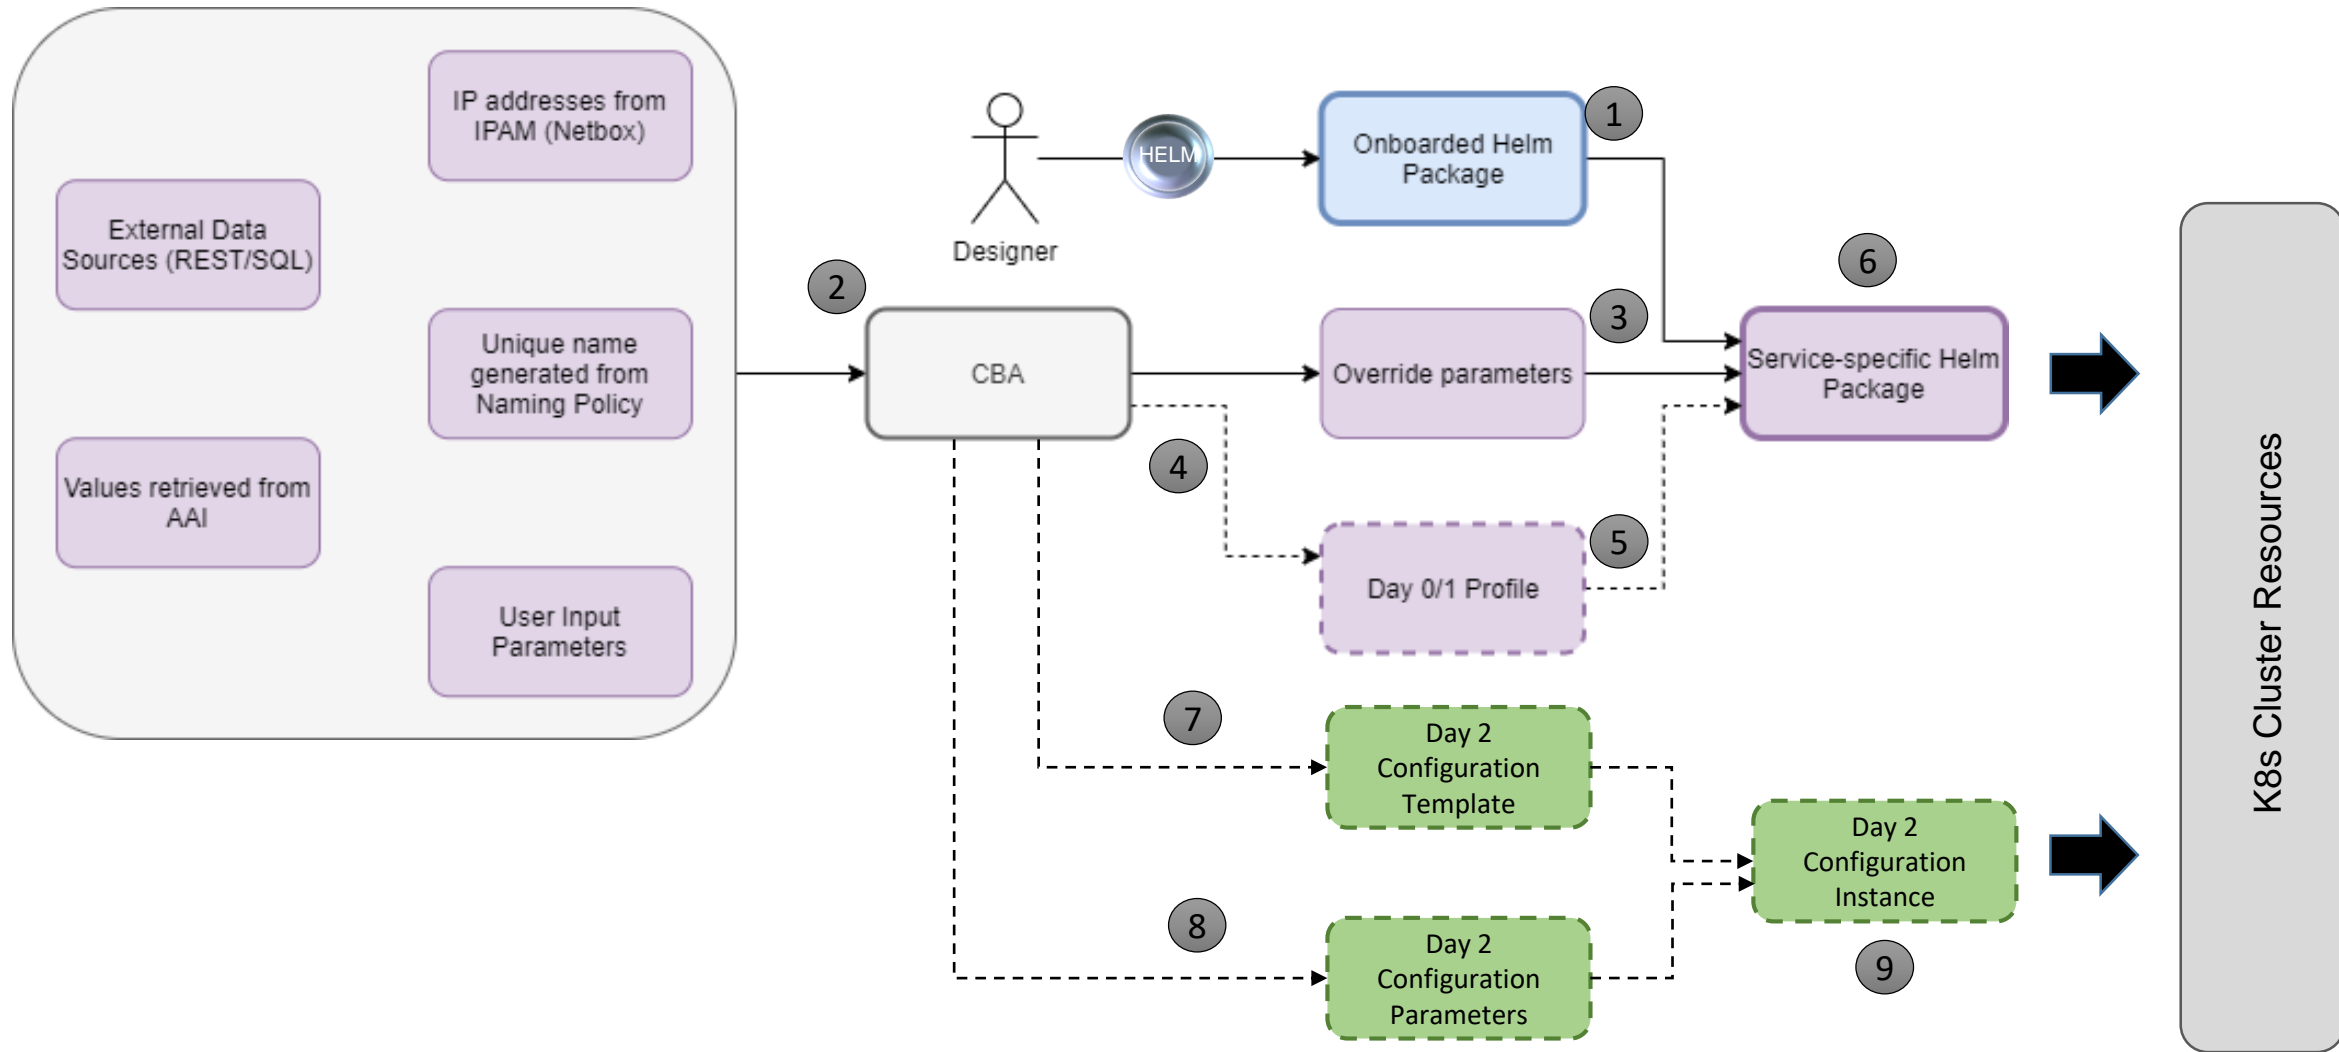 IP addresses from
IPAM (Netbox)
External Data
Sources (REST/SQL)
Unique name
generated from
Naming Policy
Values retrieved from
AAI
User Input
Parameters
Designer
HELM
Onboarded Helm
Package
1
2
CBA
Override parameters
3
4
Day 0/1 Profile
5
6
Service-specific Helm
Package
7
Day 2
Configuration
Template
8
Day 2
Configuration
Parameters
Day 2
Configuration
Instance
9
K8s Cluster Resources